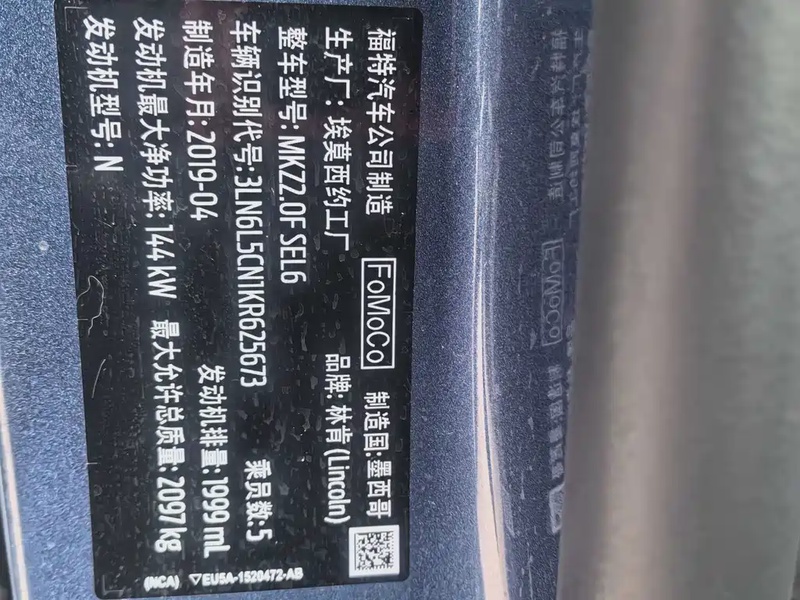 福特汽车公司制造 FoMoCo 制造国:墨西哥
生产厂: 埃莫西约工厂 品牌: 林肯(Lincoln)
整车型号: MKZ2.0F SEL6
车辆识别代号:3LN6L5CN1KR625673 乘员数:5
制造年月: 2019-04 发动机排量: 1999 mL
发动机最大净功率: 144 kW 最大允许总质量: 2097 kg
发动机型号: N
(NCA) ▽EU5A-1520472-AB